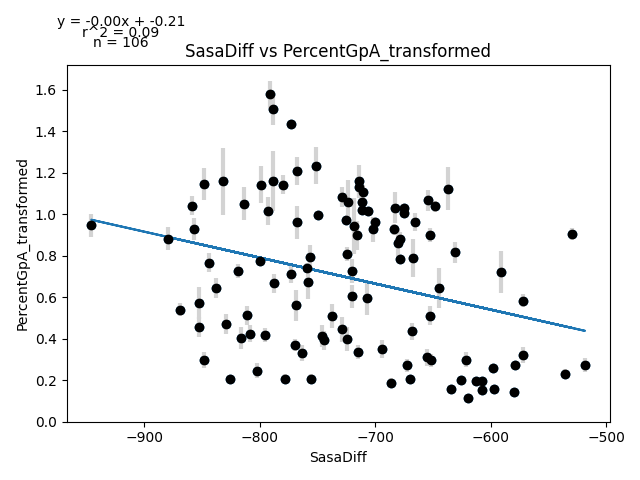 y = -0.00x + -0.21
r^2 = 0.09
n = 106
SasaDiff vs PercentGpA_transformed
PercentGpA_transformed
1.6
1.4
1.2
1.0
0.8
0.6
0.4
0.2
0.0
−900 −800 −700 −600 −500
SasaDiff